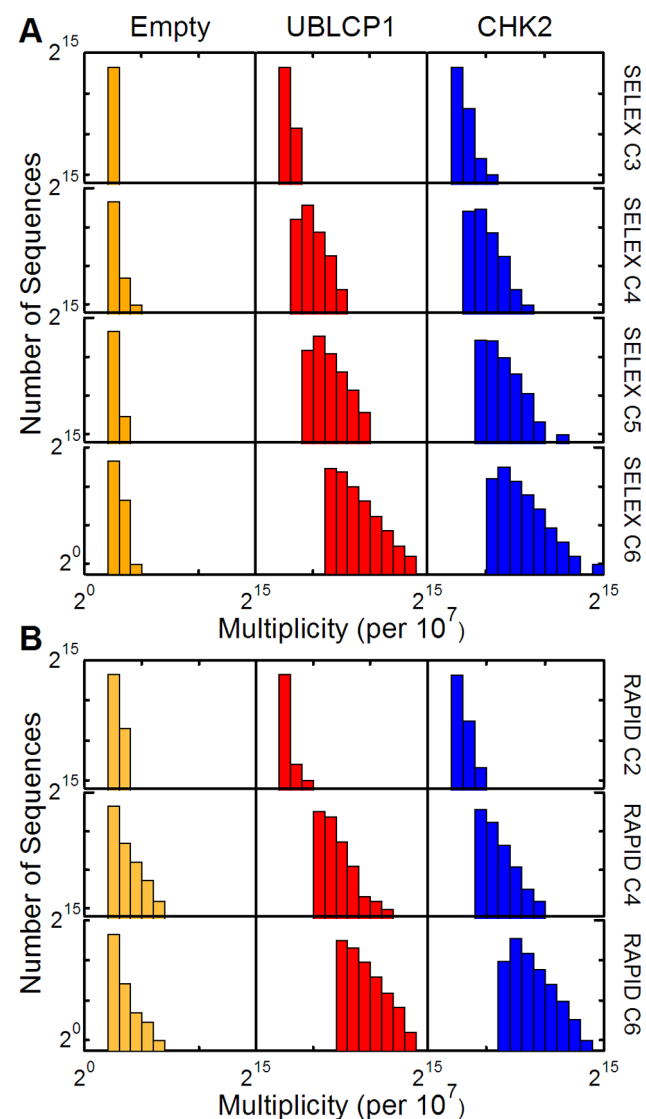 A
Empty
UBLCP1
CHK2
2^15
SELEX C3
2^15
SELEX C4
2^15
SELEX C5
2^15
SELEX C6
2^0
Number of Sequences
2^0
2^15
2^15
2^15
Multiplicity (per 10^7)
B
2^15
RAPID C2
2^15
RAPID C4
2^15
RAPID C6
2^0
Number of Sequences
Number of Sequences
2^0
2^15
2^15
2^15
Multiplicity (per 10^7)